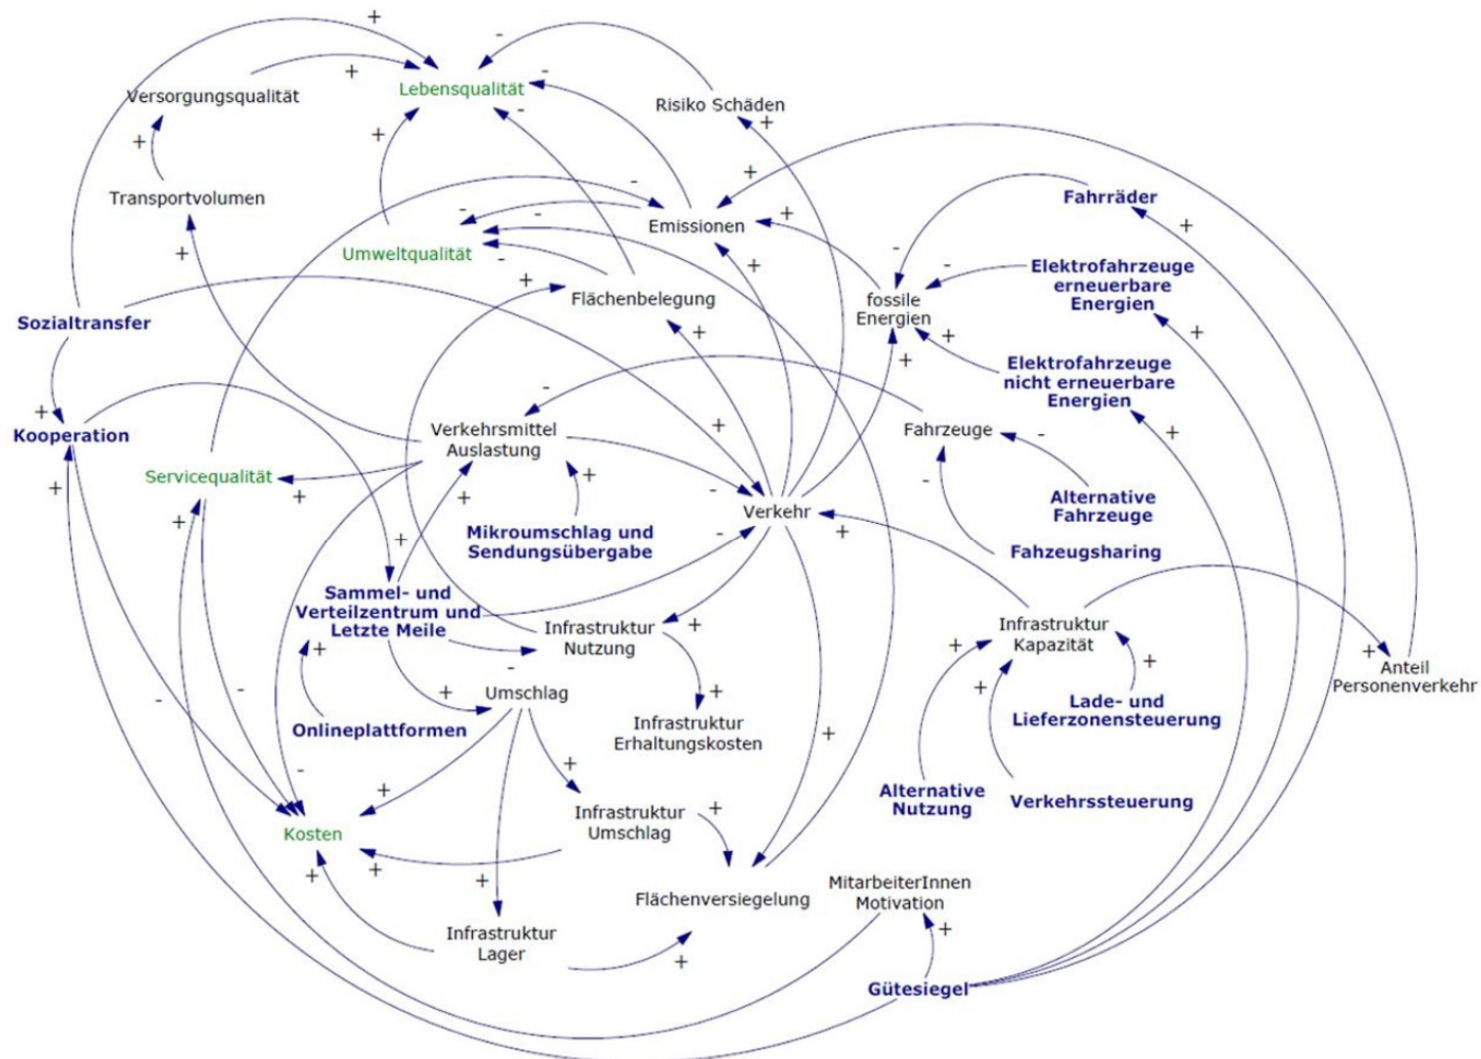 Lebensqualität
Versorgungsqualität
Risiko Schäden
Transportvolumen
Fahrräder
Emissionen
Umweltqualität
Elektrofahrzeuge
erneuerbare
Energien
Flächenbelegung
fossile
Energien
Sozialtransfer
Elektrofahrzeuge
nicht erneuerbare
Energien
Kooperation
Verkehrsmittel
Auslastung
Fahrzeuge
Servicequalität
Alternative
Fahrzeuge
Verkehr
Mikroumschlag und
Sendungsübergabe
Fahzeugsharing
Sammel- und
Verteilzentrum und
Letzte Meile
Infrastruktur
Nutzung
Infrastruktur
Kapazität
Anteil
Personenverkehr
Umschlag
Lade- und
Lieferzonensteuerung
Onlineplattformen
Infrastruktur
Erhaltungskosten
Alternative
Nutzung
Verkehrssteuerung
Kosten
Infrastruktur
Umschlag
Flächenversiegelung
MitarbeiterInnen
Motivation
Infrastruktur
Lager
Gütesiegel